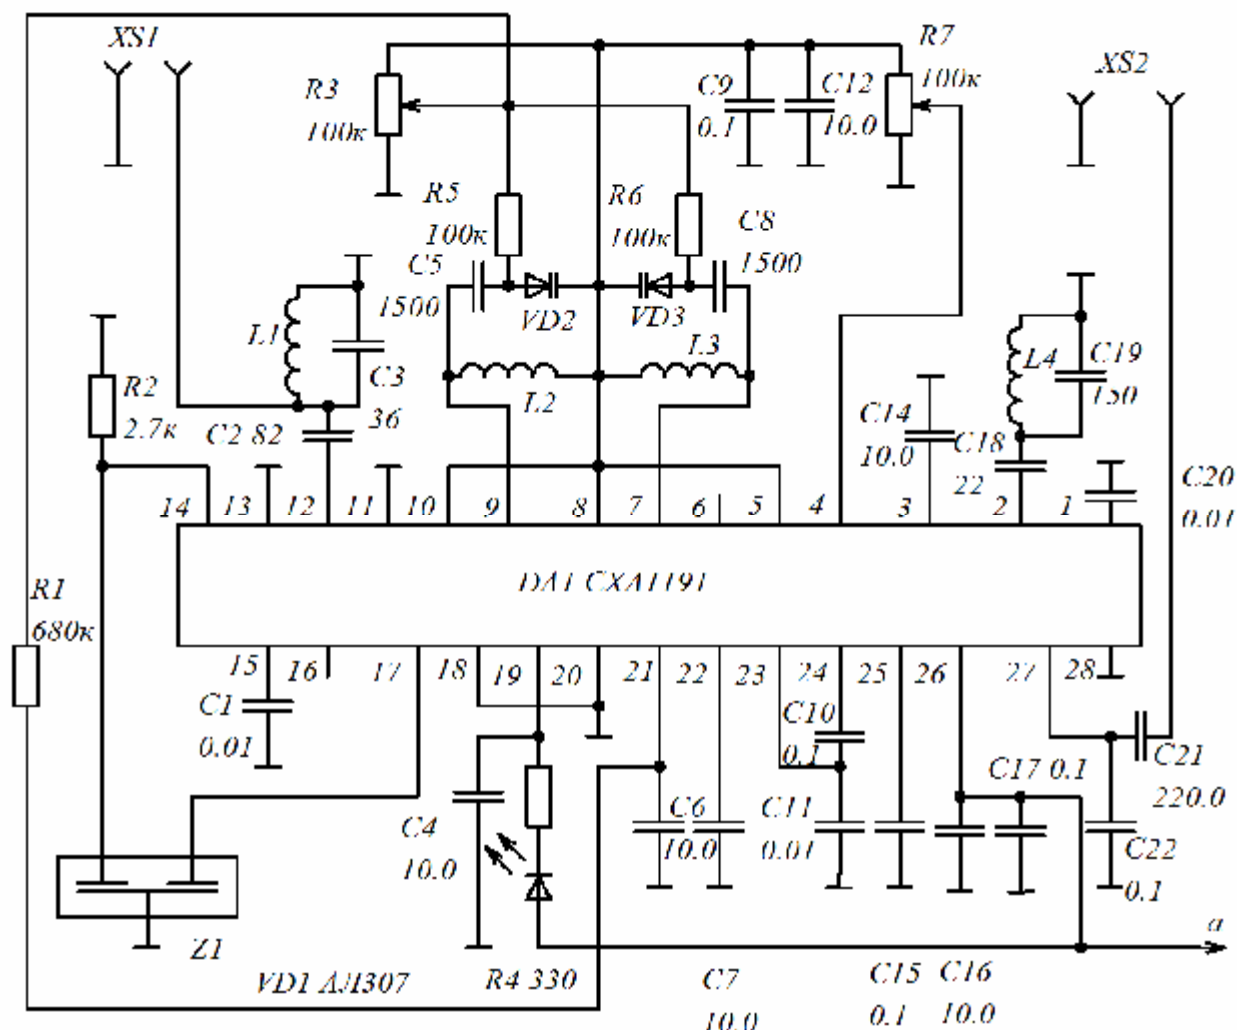 XS1
R7
XS2
R3
100к
C9
0.1
C12
10.0
100к
R5
100к
R6
100к
C8
1500
C5
1500
VD2
VD3
L1
C3
36
L3
L2
L4
C19
150
R2
2.7к
C2 82
C14
10.0
C18
22
C20
0.01
14
13
12
11
10
9
8
7
6
5
4
3
2
1
DA1 CXA1191
R1
680к
15
16
17
18
19
20
21
22
23
24
25
26
27
28
C1
0.01
C10
0.1
C17 0.1
C21
220.0
C4
10.0
C6
10.0
C11
0.01
C22
0.1
Z1
a
VD1 АЛ307
R4 330
C7
10.0
C15
0.1
C16
10.0